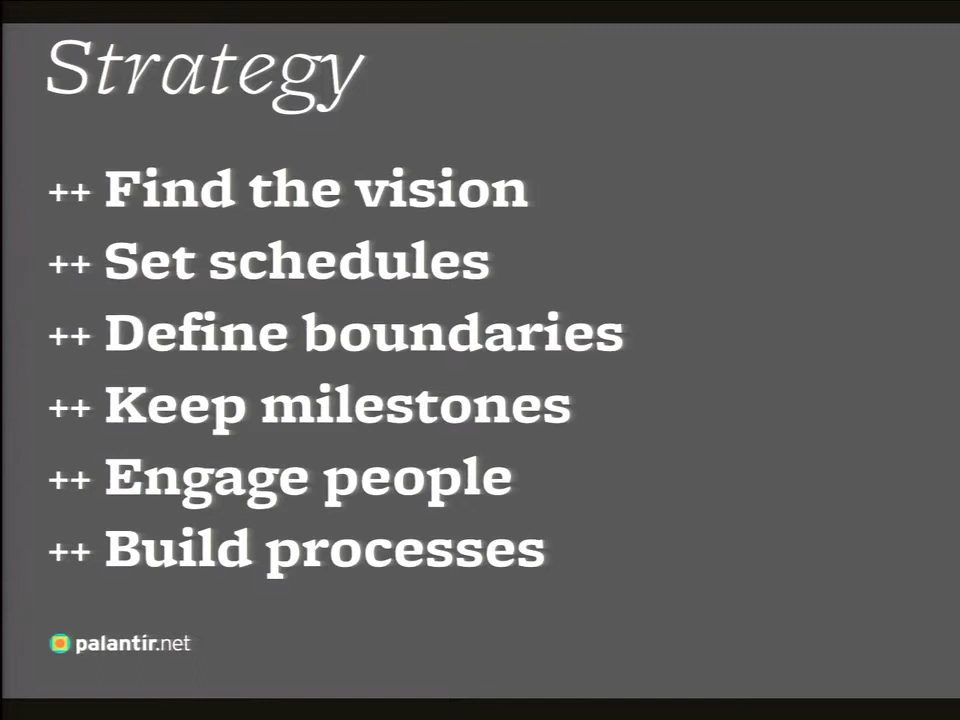 Strategy
++ Find the vision
++ Set schedules
++ Define boundaries
++ Keep milestones
++ Engage people
++ Build processes
palantir.net